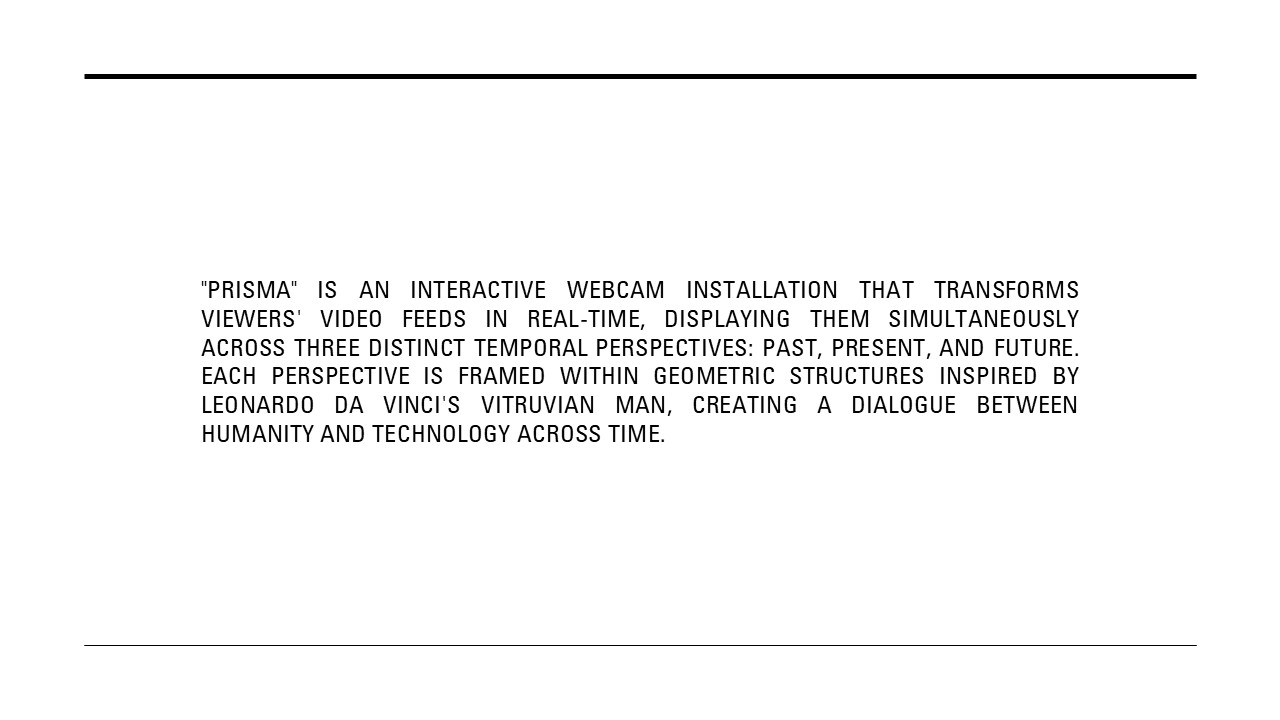 "PRISMA" IS AN INTERACTIVE WEBCAM INSTALLATION THAT TRANSFORMS
VIEWERS' VIDEO FEEDS IN REAL-TIME, DISPLAYING THEM SIMULTANEOUSLY
ACROSS THREE DISTINCT TEMPORAL PERSPECTIVES: PAST, PRESENT, AND FUTURE.
EACH PERSPECTIVE IS FRAMED WITHIN GEOMETRIC STRUCTURES INSPIRED BY
LEONARDO DA VINCI'S VITRUVIAN MAN, CREATING A DIALOGUE BETWEEN
HUMANITY AND TECHNOLOGY ACROSS TIME.